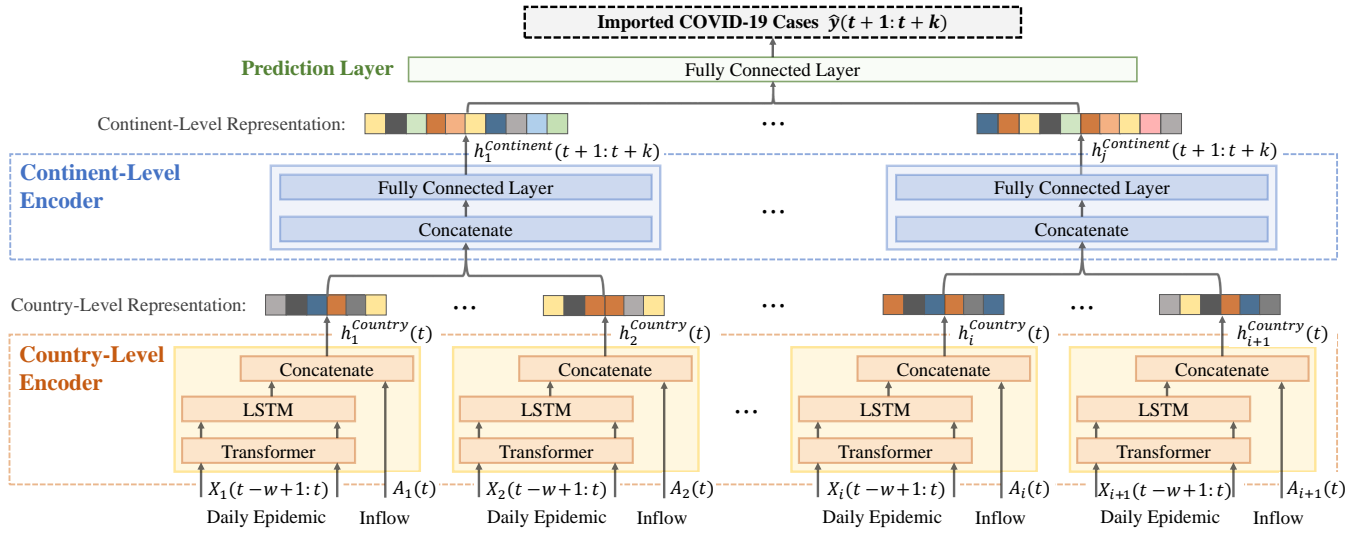 Imported COVID-19 Cases ŷ(t + 1: t + k)
Prediction Layer
Fully Connected Layer
Continent-Level Representation:
...
h_1^{Continent}(t + 1: t + k)
h_j^{Continent}(t + 1: t + k)
Continent-Level
Encoder
Fully Connected Layer
Fully Connected Layer
...
Concatenate
Concatenate
Country-Level Representation:
...
...
...
h_1^{Country}(t)
h_2^{Country}(t)
h_i^{Country}(t)
h_{i+1}^{Country}(t)
Country-Level
Encoder
Concatenate
Concatenate
Concatenate
Concatenate
LSTM
LSTM
...
LSTM
LSTM
Transformer
Transformer
Transformer
Transformer
X_1(t − w + 1: t)
A_1(t)
X_2(t − w + 1: t)
A_2(t)
X_i(t − w + 1: t)
A_i(t)
X_{i+1}(t − w + 1: t)
A_{i+1}(t)
Daily Epidemic
Inflow
Daily Epidemic
Inflow
Daily Epidemic
Inflow
Daily Epidemic
Inflow